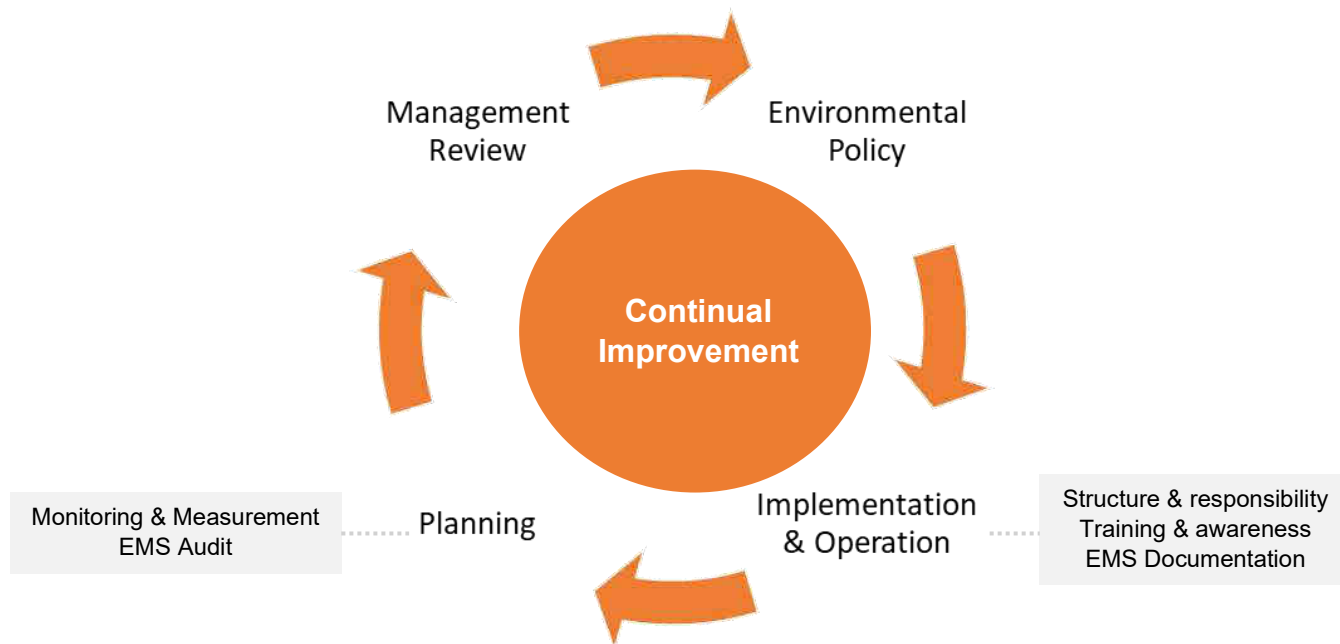 Management
Review
Environmental
Policy
Continual
Improvement
Monitoring & Measurement
EMS Audit
Planning
Implementation
& Operation
Structure & responsibility
Training & awareness
EMS Documentation